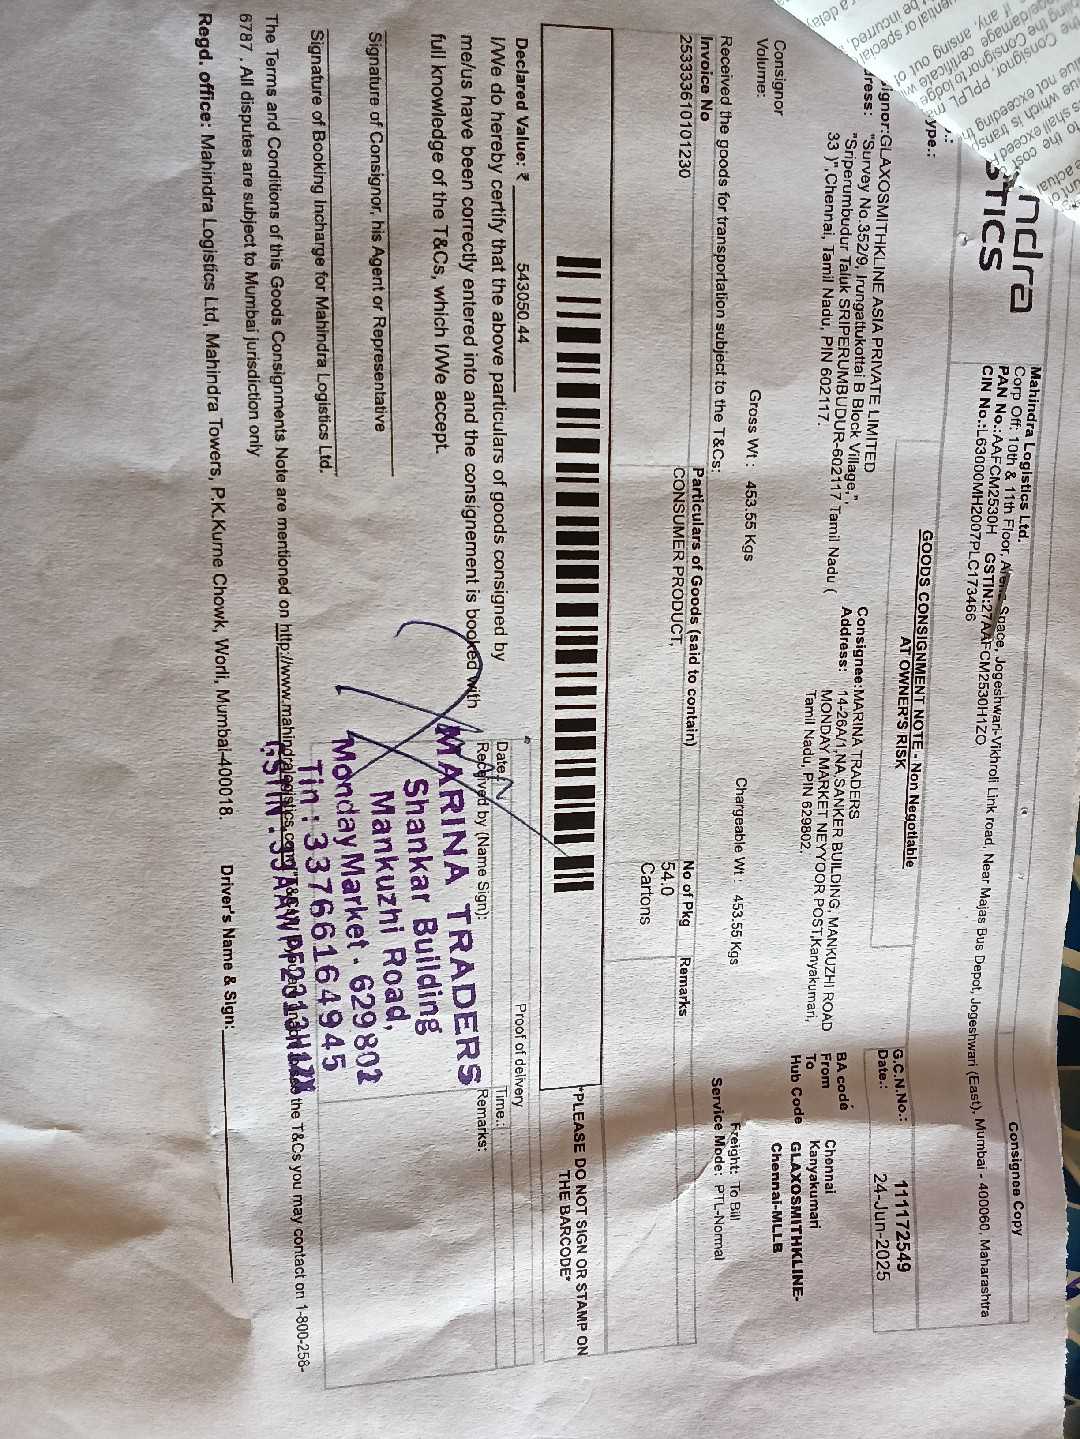 ndra
STICS
Mahindra Logistics Ltd.
Corp Off: 10th & 11th Floor, Space, Jogeshwari-Vikhroli Link road, Near Majas Bus Depot, Jogeshwari (East), Mumbai - 400060, Maharashtra
PAN No.:AAFCM2530H GSTIN:27AAFCM2530H1ZO
CIN No.:L63000MH2007PLC173466
Consignee Copy
GOODS CONSIGNMENT NOTE - Non Negotiable
AT OWNER'S RISK
G.C.N.No.: 111172549
Date.: 24-Jun-2025
ype.:
ignor:GLAXOSMITHKLINE ASIA PRIVATE LIMITED
ress: "Survey No.352/9, Irungattukottai B Block Village,",
"Sriperumbudur Taluk SRIPERUMBUDUR-602117 Tamil Nadu (
33 )",Chennai, Tamil Nadu, PIN 602117.
Consignee:MARINA TRADERS
Address: 14-26A/1,NA,SANKER BUILDING, MANKUZHI ROAD
MONDAY MARKET NEYYOOR POST,Kanyakumari,
Tamil Nadu, PIN 629802.
BA code
From Chennai
To Kanyakumari
Hub Code GLAXOSMITHKLINE-
Chennai-MLLB
Consignor
Volume:
Gross Wt : 453.55 Kgs
Chargeable Wt : 453.55 Kgs
Freight: To Bill
Service Mode: PTL-Normal
Received the goods for transportation subject to the T&Cs:
Invoice No Particulars of Goods (said to contain) No of Pkg Remarks
253333610101230 CONSUMER PRODUCT, 54.0
Cartons
*PLEASE DO NOT SIGN OR STAMP ON
THE BARCODE*
Declared Value: ₹ 543050.44
I/We do hereby certify that the above particulars of goods consigned by
me/us have been correctly entered into and the consignement is booked with
full knowledge of the T&Cs, which I/We accept.
Proof of delivery
Date.:
Time.:
Received by (Name Sign):
Remarks:
MARINA TRADERS
Shankar Building
Mankuzhi Road,
Monday Market - 629802
Tin : 33766164945
Signature of Consignor, his Agent or Representative
Signature of Booking Incharge for Mahindra Logistics Ltd.
The Terms and Conditions of this Goods Consignments Note are mentioned on http://www.mahindralogistics.com the T&Cs you may contact on 1-800-258-
6787 . All disputes are subject to Mumbai jurisdiction only
Regd. office: Mahindra Logistics Ltd, Mahindra Towers, P.K.Kurne Chowk, Worli, Mumbai-400018.
Driver's Name & Sign: